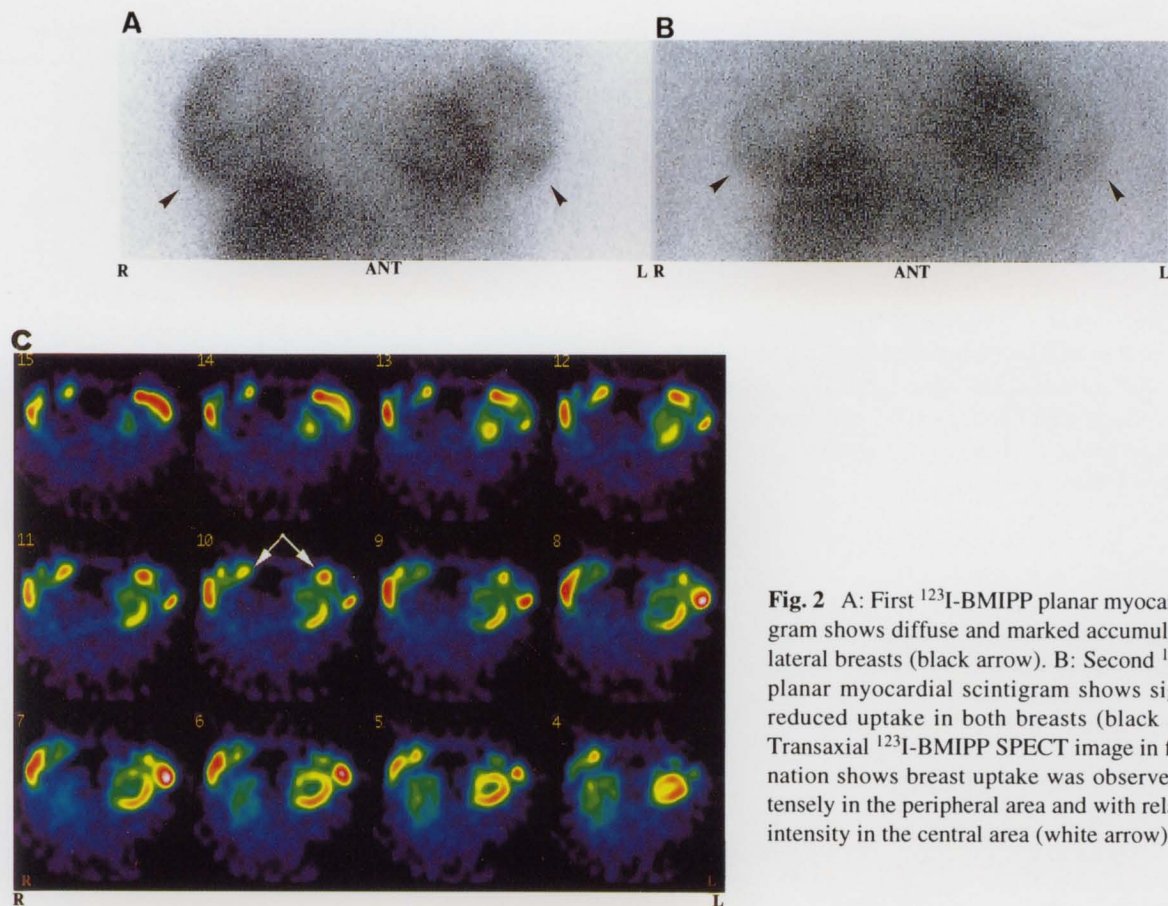 A
B
R
ANT
L
R
ANT
L
C
15
14
13
12
11
10
9
8
7
6
5
4
R
L
R
L
Fig. 2 A: First ¹²³I-BMIPP planar myocar
gram shows diffuse and marked accumul
lateral breasts (black arrow). B: Second ¹
planar myocardial scintigram shows si
reduced uptake in both breasts (black
Transaxial ¹²³I-BMIPP SPECT image in f
nation shows breast uptake was observe
tensely in the peripheral area and with rel
intensity in the central area (white arrow)